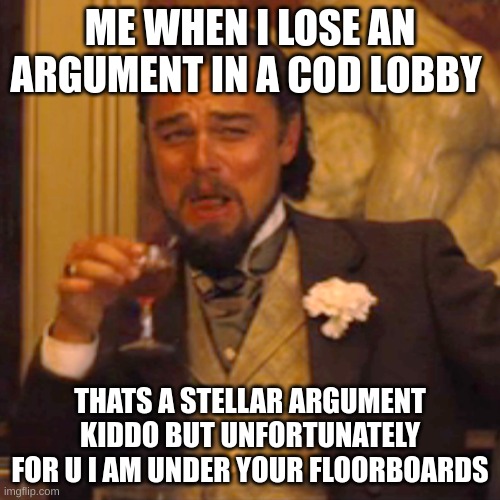 ME WHEN I LOSE AN
ARGUMENT IN A COD LOBBY
THATS A STELLAR ARGUMENT
KIDDO BUT UNFORTUNATELY
FOR U I AM UNDER YOUR FLOORBOARDS
imgflip.com